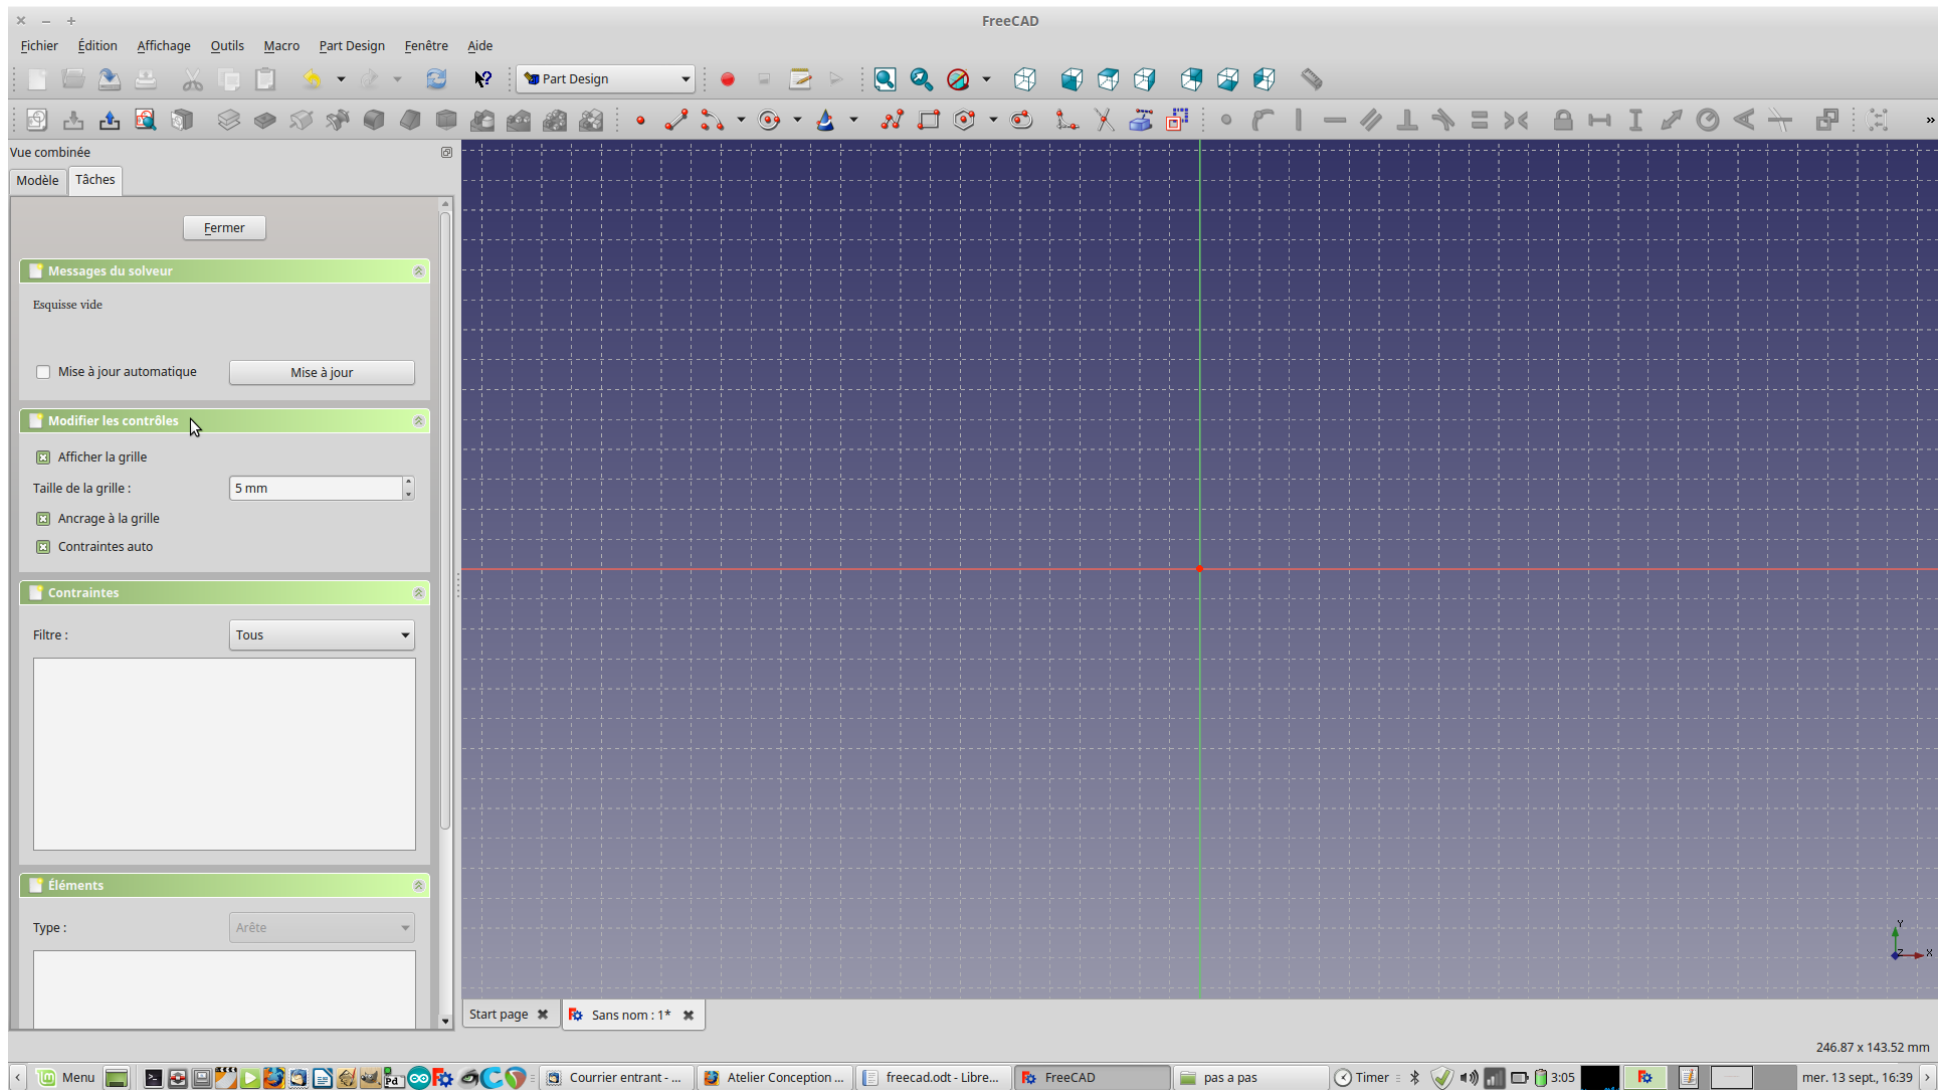 FreeCAD
Fichier Édition Affichage Outils Macro Part Design Fenêtre Aide
Part Design
Vue combinée
Modèle Tâches
Fermer
Messages du solveur
Esquisse vide
Mise à jour automatique Mise à jour
Modifier les contrôles
Afficher la grille
Taille de la grille : 5 mm
Ancrage à la grille
Contraintes auto
Contraintes
Filtre : Tous
Éléments
Type : Arête
Y
Z X
Start page Sans nom : 1*
246.87 x 143.52 mm
Menu Pd Courrier entrant - ... Atelier Conception ... freecad.odt - Libre... FreeCAD pas a pas Timer 3:05 mer. 13 sept., 16:39